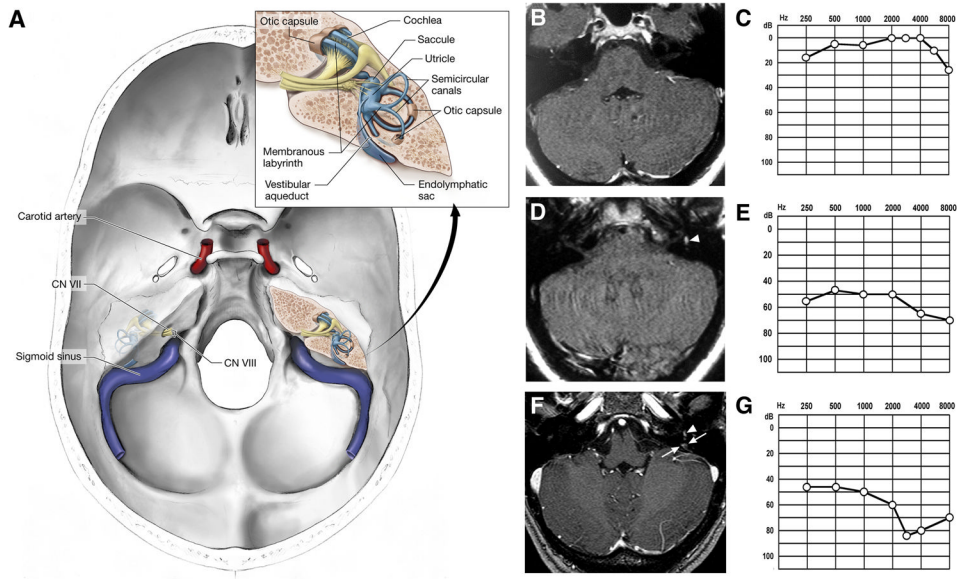 A
Otic capsule
Cochlea
Saccule
Utricle
Semicircular
canals
Otic capsule
Membranous
labyrinth
Vestibular
aqueduct
Endolymphatic
sac
Carotid artery
CN VII
Sigmoid sinus
CN VIII
B
C
Hz 250 500 1000 2000 4000 8000
dB
0
20
40
60
80
100
D
E
Hz 250 500 1000 2000 4000 8000
dB
0
20
40
60
80
100
F
G
Hz 250 500 1000 2000 4000 8000
dB
0
20
40
60
80
100